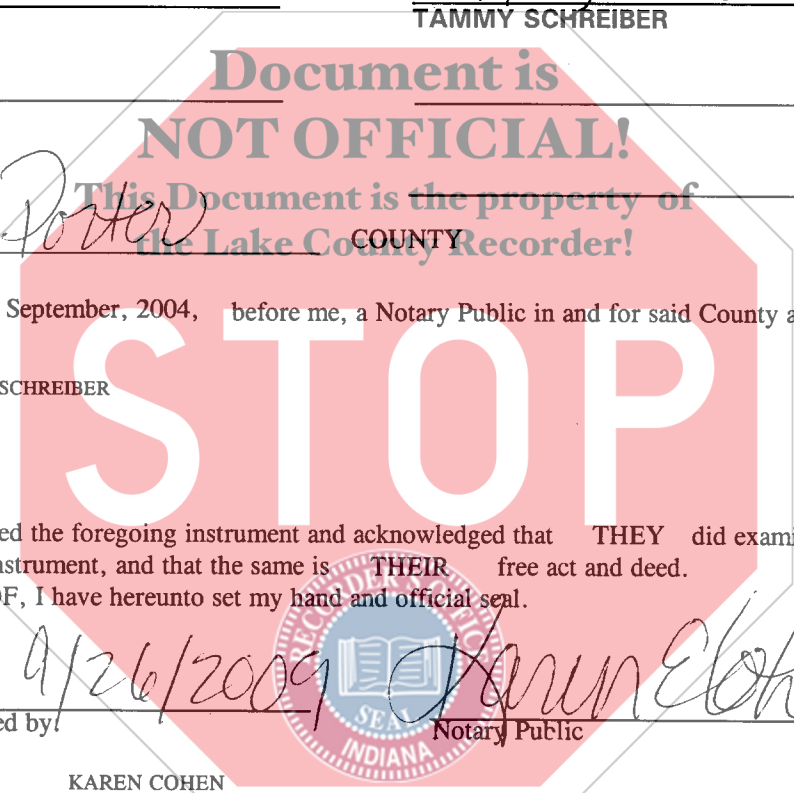 TAMMY SCHREIBER
Document is
NOT OFFICIAL!
This Document is the property of
the Lake County Recorder!
Porter COUNTY
September, 2004, before me, a Notary Public in and for said County a
SCHREIBER
STOP
ed the foregoing instrument and acknowledged that THEY did exami
nstrument, and that the same is THEIR free act and deed.
OF, I have hereunto set my hand and official seal.
RECORDER'S OFFICE
SEAL
INDIANA
9/26/2009 Karen E Coh
ed by: Notary Public
KAREN COHEN